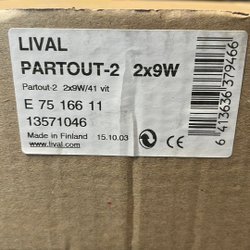 LIVAL
PARTOUT-2 2x9W
Partout-2 2x9W/41 vit
E 75 166 11
13571046
Made in Finland 15.10.03
www.lival.com
6 413636 379466